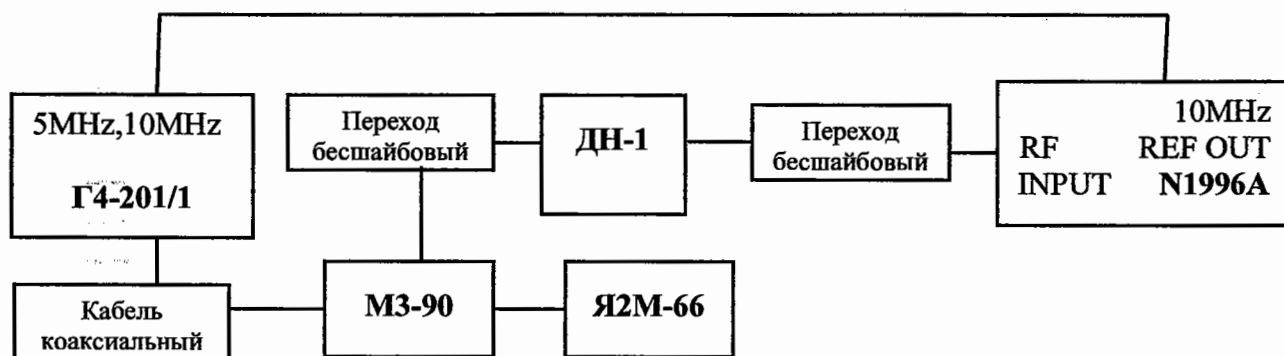 5MHz,10MHz
Г4-201/1
Переход
бесшайбовый
ДН-1
Переход
бесшайбовый
10MHz
RF REF OUT
INPUT N1996A
Кабель
коаксиальный
М3-90
Я2М-66